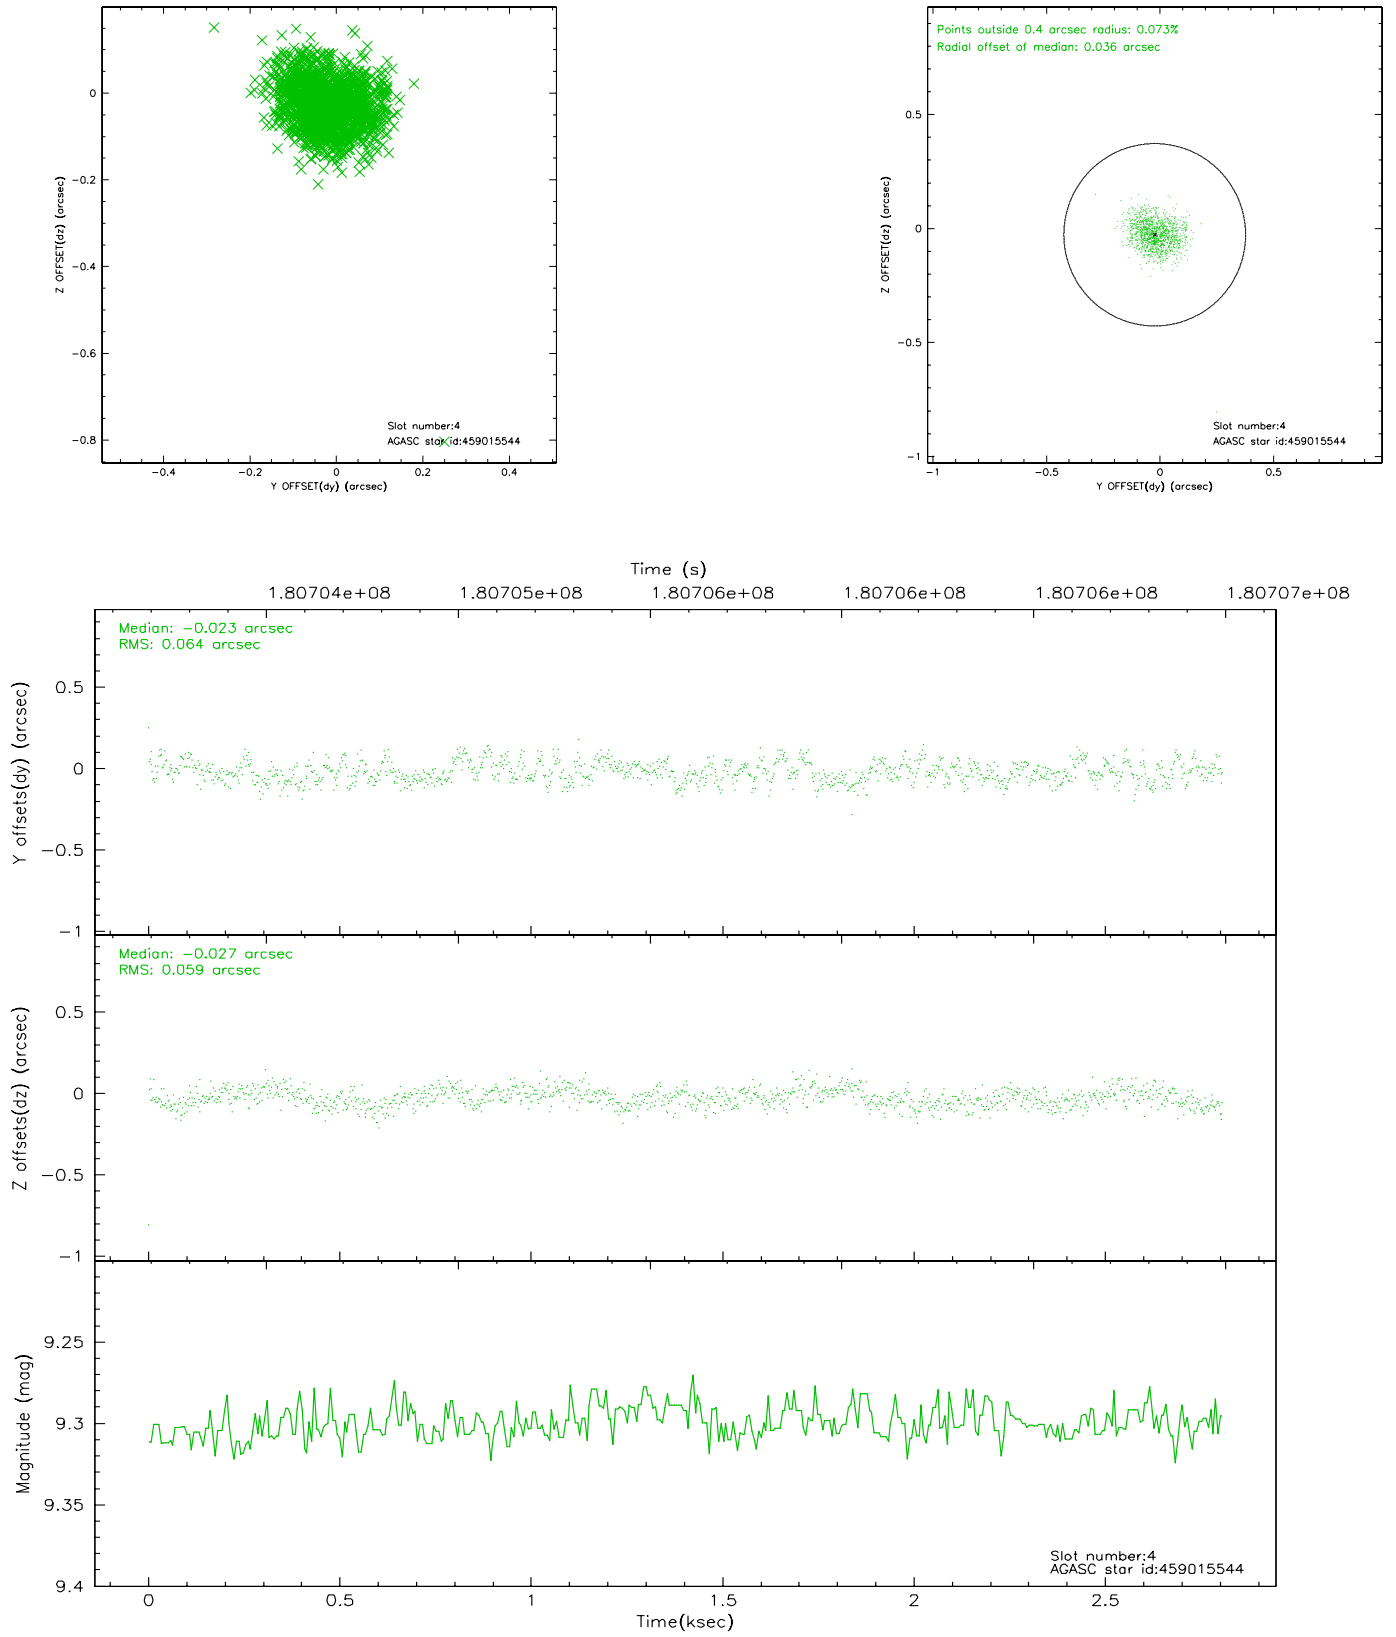 0
−0.2
−0.4
−0.6
−0.8
Z OFFSET(dz) (arcsec)
Slot number:4
AGASC star id:459015544
−0.4 −0.2 0 0.2 0.4
Y OFFSET(dy) (arcsec)
Points outside 0.4 arcsec radius: 0.073%
Radial offset of median: 0.036 arcsec
0.5
0
−0.5
−1
Z OFFSET(dz) (arcsec)
Slot number:4
AGASC star id:459015544
−1 −0.5 0 0.5
Y OFFSET(dy) (arcsec)
Time (s)
1.80704e+08 1.80705e+08 1.80706e+08 1.80706e+08 1.80706e+08 1.80707e+08
Median: −0.023 arcsec
RMS: 0.064 arcsec
0.5
0
−0.5
−1
Y offsets(dy) (arcsec)
Median: −0.027 arcsec
RMS: 0.059 arcsec
0.5
0
−0.5
−1
Z offsets(dz) (arcsec)
9.25
9.3
9.35
9.4
Magnitude (mag)
Slot number:4
AGASC star id:459015544
0 0.5 1 1.5 2 2.5
Time(ksec)